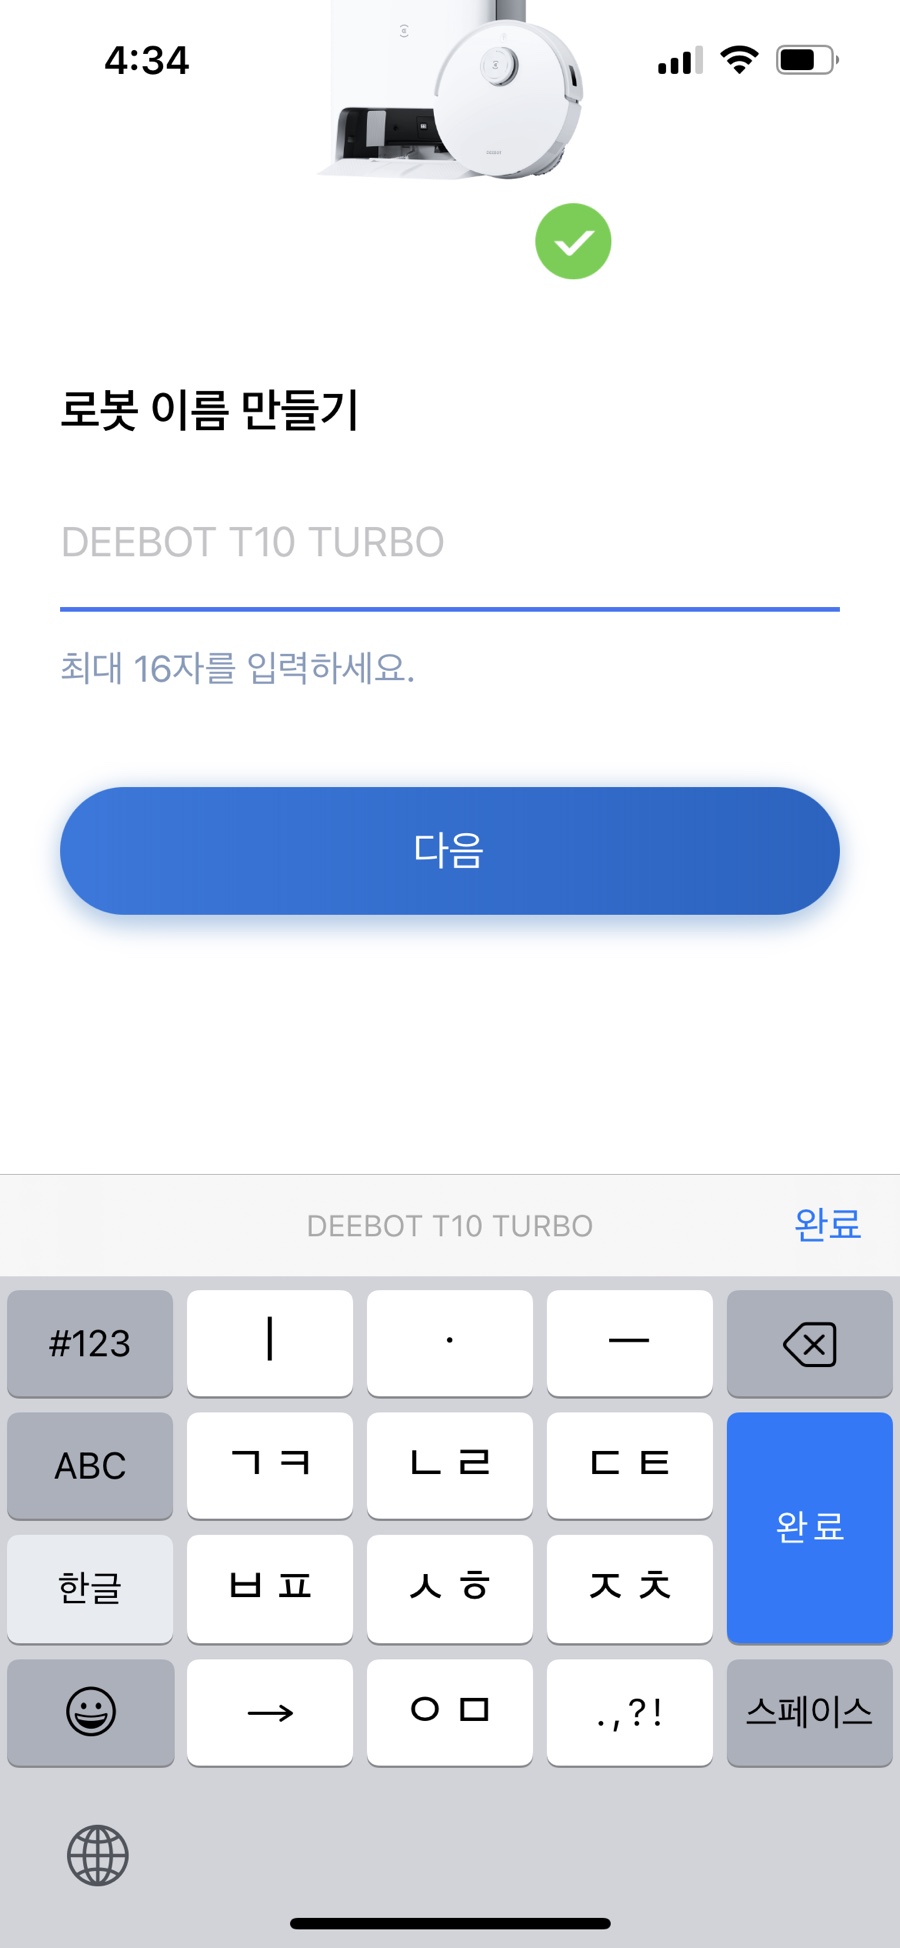 4:34
로봇 이름 만들기
DEEBOT T10 TURBO
최대 16자를 입력하세요.
다음
DEEBOT T10 TURBO 완료
#123 ㅣ · ㅡ
ABC ㄱㅋ ㄴㄹ ㄷㅌ 완료
한글 ㅂㅍ ㅅㅎ ㅈㅊ
→ ㅇㅁ .,?! 스페이스